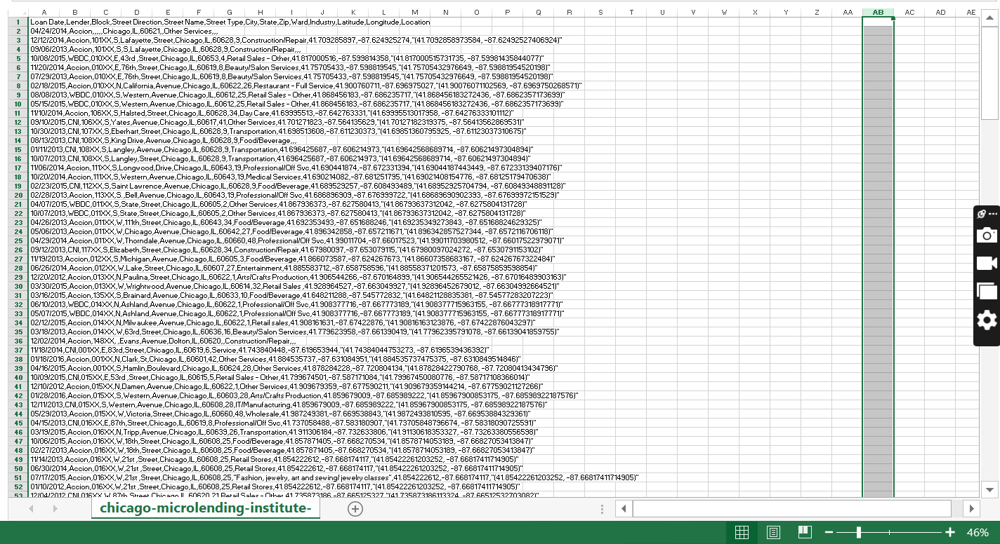 A B C D E F G H I J K L M N O P Q R S T U V W X Y Z AA AB AC AD AE
1 Loan Date,Lender,Block,Street Direction,Street Name,Street Type,City,State,Zip,Ward,Industry,Latitude,Longitude,Location
2 04/24/2014,Accion,,,,,Chicago,IL,60621,,Other Services,,,
3 12/12/2014,Accion,101XX,S,Lafayette,Street,Chicago,IL,60628,9,Construction/Repair,41.709285897,-87.624925274,"(41.7092858973584, -87.62492527406924)"
4 09/06/2013,Accion,101XX,S,S,Lafayette,Chicago,IL,60628,9,Construction/Repair,,,
5 10/08/2015,WBDC,010XX,E,43rd ,Street,Chicago,IL,60653,4,Retail Sales - Other,41.817000516,-87.599814358,"(41.817000515731735, -87.59981435844077)"
6 11/20/2014,Accion,010XX,E,76th,Street,Chicago,IL,60619,8,Beauty/Salon Services,41.75705433,-87.598819545,"(41.75705432976649, -87.59881954520198)"
7 07/29/2013,Accion,010XX,E,76th,Street,Chicago,IL,60619,8,Beauty/Salon Services,41.75705433,-87.598819545,"(41.75705432976649, -87.59881954520198)"
8 02/18/2015,Accion,010XX,N,California,Avenue,Chicago,IL,60622,26,Restaurant - Full Service,41.900760711,-87.696975027,"(41.90076071102569, -87.6969750268571)"
9 08/08/2013,WBDC,010XX,S,Western,Avenue,Chicago,IL,60612,25,Retail Sales - Other,41.868456183,-87.686235717,"(41.868456183272436, -87.6862357173699)"
10 05/15/2015,WBDC,010XX,S,Western,Avenue,Chicago,IL,60612,25,Retail Sales - Other,41.868456183,-87.686235717,"(41.868456183272436, -87.6862357173699)"
11 11/10/2014,Accion,106XX,S,Halsted,Street,Chicago,IL,60628,34,Day Care,41.69995513,-87.642763331,"(41.69995513017958, -87.64276333101112)"
12 09/10/2015,CNI,106XX,S,Yates,Avenue,Chicago,IL,60617,41,Other Services,41.701271823,-87.564135629,"(41.70127182319375, -87.56413562869531)"
13 10/30/2013,CNI,107XX,S,Eberhart,Street,Chicago,IL,60628,9,Transportation,41.698513608,-87.611230373,"(41.69851360795925, -87.61123037310675)"
14 08/13/2013,CNI,108XX,S,King Drive,Avenue,Chicago,IL,60628,9,Food/Beverage,,,
15 01/11/2013,CNI,108XX,S,Langley,Avenue,Chicago,IL,60628,9,Transportation,41.696425687,-87.606214973,"(41.69642568689714, -87.60621497304894)"
16 10/07/2013,CNI,108XX,S,Langley,Street,Chicago,IL,60628,9,Transportation,41.696425687,-87.606214973,"(41.69642568689714, -87.60621497304894)"
17 11/06/2014,Accion,111XX,S,Longwood,Drive,Chicago,IL,60643,19,Professional/Off Svc,41.690441874,-87.672331394,"(41.69044187443449, -87.67233139407176)"
18 10/20/2014,Accion,111XX,S,Western,Avenue,Chicago,IL,60643,19,Medical Services,41.690214082,-87.681251795,"(41.69021408154776, -87.68125179470638)"
19 02/23/2015,CNI,112XX,S,Saint Lawrence,Avenue,Chicago,IL,60628,9,Food/Beverage,41.689529257,-87.608493489,"(41.68952925704794, -87.60849348891128)"
20 02/28/2013,Accion,113XX,S.,Bell,Avenue,Chicago,IL,60643,19,Professional/Off Svc,41.686896909,-87.676999722,"(41.68689690902393, -87.67699972151529)"
21 04/07/2015,WBDC,011XX,S,State,Street,Chicago,IL,60605,2,Other Services,41.867936373,-87.627580413,"(41.86793637312042, -87.6275804131728)"
22 10/07/2013,WBDC,011XX,S,State,Street,Chicago,IL,60605,2,Other Services,41.867936373,-87.627580413,"(41.86793637312042, -87.6275804131728)"
23 04/26/2013,Accion,011XX,W,111th,Street,Chicago,IL,60643,34,Food/Beverage,41.692353493,-87.651688246,"(41.69235349273843, -87.65168824629325)"
24 05/06/2013,Accion,011XX,W,Chicago,Avenue,Chicago,IL,60642,27,Food/Beverage,41.896342858,-87.657211671,"(41.896342857527344, -87.6572116706118)"
25 04/29/2014,Accion,011XX,W,Thorndale,Avenue,Chicago,IL,60660,48,Professional/Off Svc,41.99011704,-87.66017523,"(41.99011703980512, -87.66017522979071)"
26 09/12/2013,CNI,117XX,S,Elizabeth,Street,Chicago,IL,60628,34,Construction/Repair,41.67980097,-87.653079115,"(41.67980097024272, -87.6530791153102)"
27 11/19/2013,Accion,012XX,S,Michigan,Avenue,Chicago,IL,60605,3,Food/Beverage,41.866073587,-87.624267673,"(41.86607358683167, -87.62426767322484)"
28 06/26/2014,Accion,012XX,W,Lake,Street,Chicago,IL,60607,27,Entertainment,41.885583712,-87.658758596,"(41.88558371201573, -87.65875859598854)"
29 12/20/2012,Accion,013XX,N,Paulina,Street,Chicago,IL,60622,1,Arts/Crafts Production,41.906544266,-87.670164899,"(41.906544265521426, -87.67016489903163)"
30 03/30/2015,Accion,013XX,W,Wrightwood,Avenue,Chicago,IL,60614,32,Retail Sales ,41.928964527,-87.663049927,"(41.92896452679012, -87.66304992664521)"
31 03/16/2015,Accion,135XX,S,Brainard,Avenue,Chicago,IL,60633,10,Food/Beverage,41.648211288,-87.545772832,"(41.64821128835381, -87.54577283207223)"
32 06/10/2013,WBDC,014XX,N,Ashland,Avenue,Chicago,IL,60622,1,Professional/Off Svc,41.908377716,-87.667773189,"(41.908377715963155, -87.66777318917771)"
33 05/07/2015,WBDC,014XX,N,Ashland,Avenue,Chicago,IL,60622,1,Professional/Off Svc,41.908377716,-87.667773189,"(41.908377715963155, -87.66777318917771)"
34 02/12/2015,Accion,014XX,N,Milwaukee,Avenue,Chicago,IL,60622,1,Retail sales,41.908161631,-87.67422876,"(41.90816163123876, -87.67422876043297)"
35 03/18/2013,Accion,014XX,W,63rd,Street,Chicago,IL,60636,16,Beauty/Salon Services,41.779623958,-87.661390419,"(41.77962395791078, -87.66139041859755)"
36 12/02/2014,Accion,148XX, ,Evans,Avenue,Dolton,IL,60620,,Construction/Repair,,,
37 11/18/2014,CNI,001XX,E,83rd,Street,Chicago,IL,60619,6,Service,41.743840448,-87.619653944,"(41.74384044753273, -87.6196539436392)"
38 01/18/2016,Accion,001XX,N,Clark,St,Chicago,IL,60601,42,Other Services,41.884535737,-87.631084951,"(41.884535737475375, -87.6310849514846)"
39 04/16/2015,Accion,001XX,S,Hamlin,Boulevard,Chicago,IL,60624,28,Other Services,41.878284228,-87.720804134,"(41.87828422790768, -87.72080413434796)"
40 10/09/2015,CNI,015XX,E,53rd ,Street,Chicago,IL,60615,5,Retail Sales - Other,41.799674501,-87.587171084,"(41.79967450080776, -87.58717108366014)"
41 12/10/2012,Accion,015XX,N,Damen,Avenue,Chicago,IL,60622,1,Other Services,41.909679359,-87.677590211,"(41.909679359144214, -87.67759021127266)"
42 01/28/2016,Accion,015XX,S,Western,Avenue,Chicago,IL,60603,28,Arts/Crafts Production,41.859679009,-87.685989222,"(41.85967900853175, -87.68598922187576)"
43 12/11/2013,CNI,015XX,S,Western,Avenue,Chicago,IL,60608,28,IT/Manufacturing,41.859679009,-87.685989222,"(41.85967900853175, -87.68598922187576)"
44 05/29/2013,Accion,015XX,W,Victoria,Street,Chicago,IL,60660,48,Wholesale,41.987249381,-87.669538843,"(41.9872493810595, -87.66953884329361)"
45 04/15/2013,CNI,016XX,E,87th,Street,Chicago,IL,60619,8,Professional/Off Svc,41.737058488,-87.583180907,"(41.73705848796674, -87.58318090725591)"
46 03/19/2015,Accion,016XX,N,Tripp,Avenue,Chicago,IL,60639,26,Transportation,41.911306184,-87.732633806,"(41.91130618353327, -87.73263380556598)"
47 10/06/2015,Accion,016XX,W,18th,Street,Chicago,IL,60608,25,Food/Beverage,41.857871405,-87.668270534,"(41.8578714053189, -87.66827053413847)"
48 02/27/2013,Accion,016XX,W,18th,Street,Chicago,IL,60608,25,Food/Beverage,41.857871405,-87.668270534,"(41.8578714053189, -87.66827053413847)"
49 11/14/2013,Accion,016XX,W,21st ,Street,Chicago,IL,60608,25,Retail Stores,41.854222612,-87.668174117,"(41.85422261203252, -87.66817411714905)"
50 06/30/2014,Accion,016XX,W,21st ,Street,Chicago,IL,60608,25,Retail Stores,41.854222612,-87.668174117,"(41.85422261203252, -87.66817411714905)"
51 07/17/2015,Accion,016XX,W,21st ,Street,Chicago,IL,60608,25,"Fashion, jewelry, art and sewing/ jewelry classes",41.854222612,-87.668174117,"(41.85422261203252, -87.66817411714905)"
52 01/10/2012,Accion,016XX,W,21st ,Street,Chicago,IL,60608,25,Retail Stores,41.854222612,-87.668174117,"(41.85422261203252, -87.66817411714905)"
53 12/04/2012,CNI,016XX,W,87th,Street,Chicago,IL,60620,21,Retail Sales - Other,41.735873186,-87.665125327,"(41.735873186113324, -87.66512532703082)"
chicago-microlending-institute-
46%